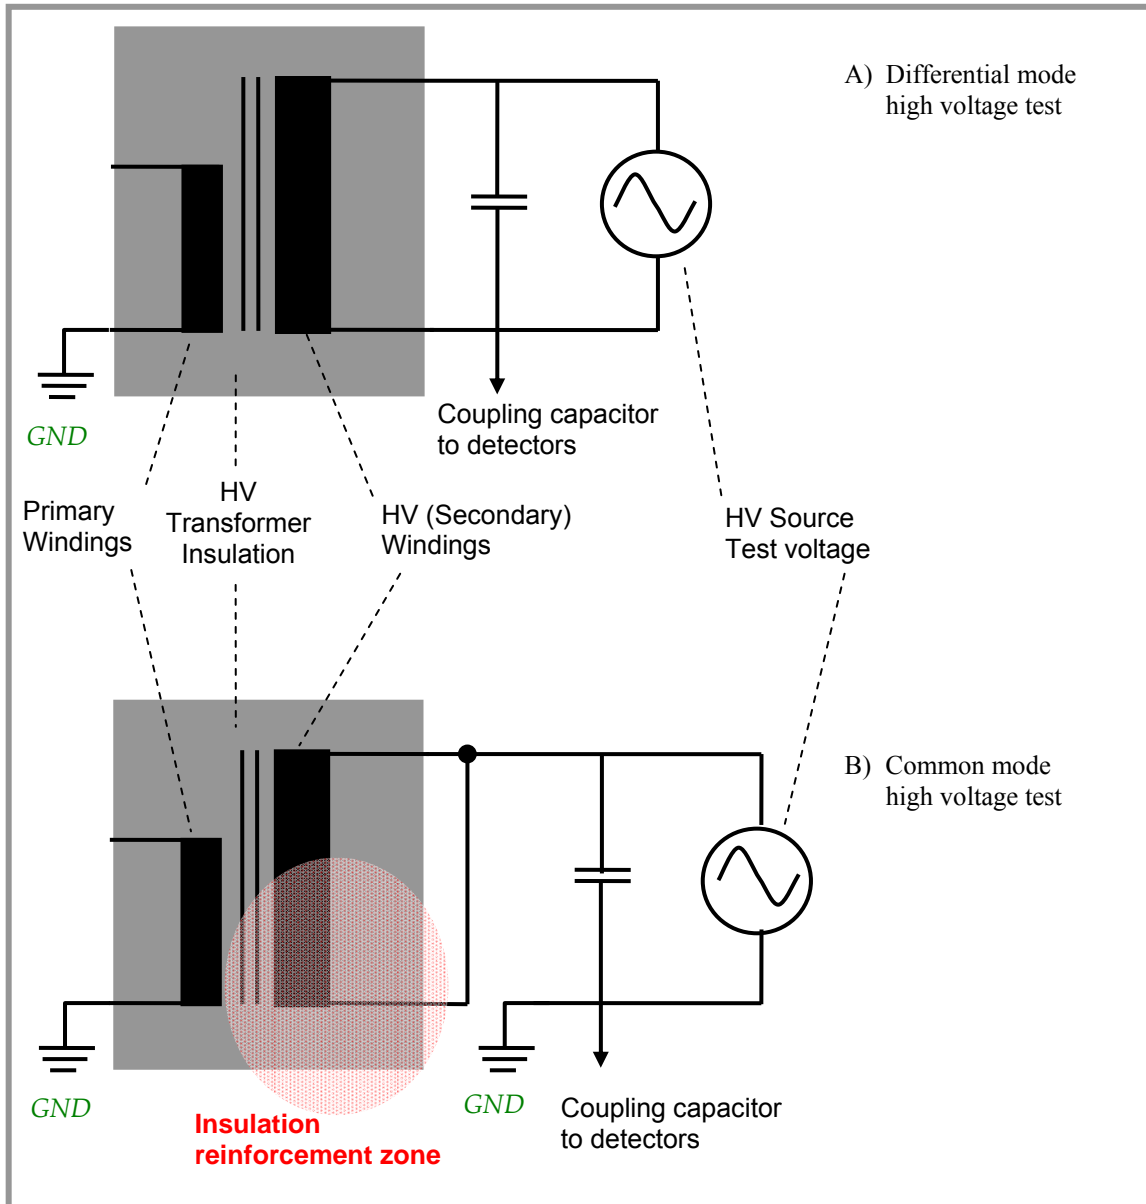 A) Differential mode
high voltage test
GND
Coupling capacitor
to detectors
Primary
Windings
HV
Transformer
Insulation
HV (Secondary)
Windings
HV Source
Test voltage
B) Common mode
high voltage test
GND
Insulation
reinforcement zone
GND
Coupling capacitor
to detectors